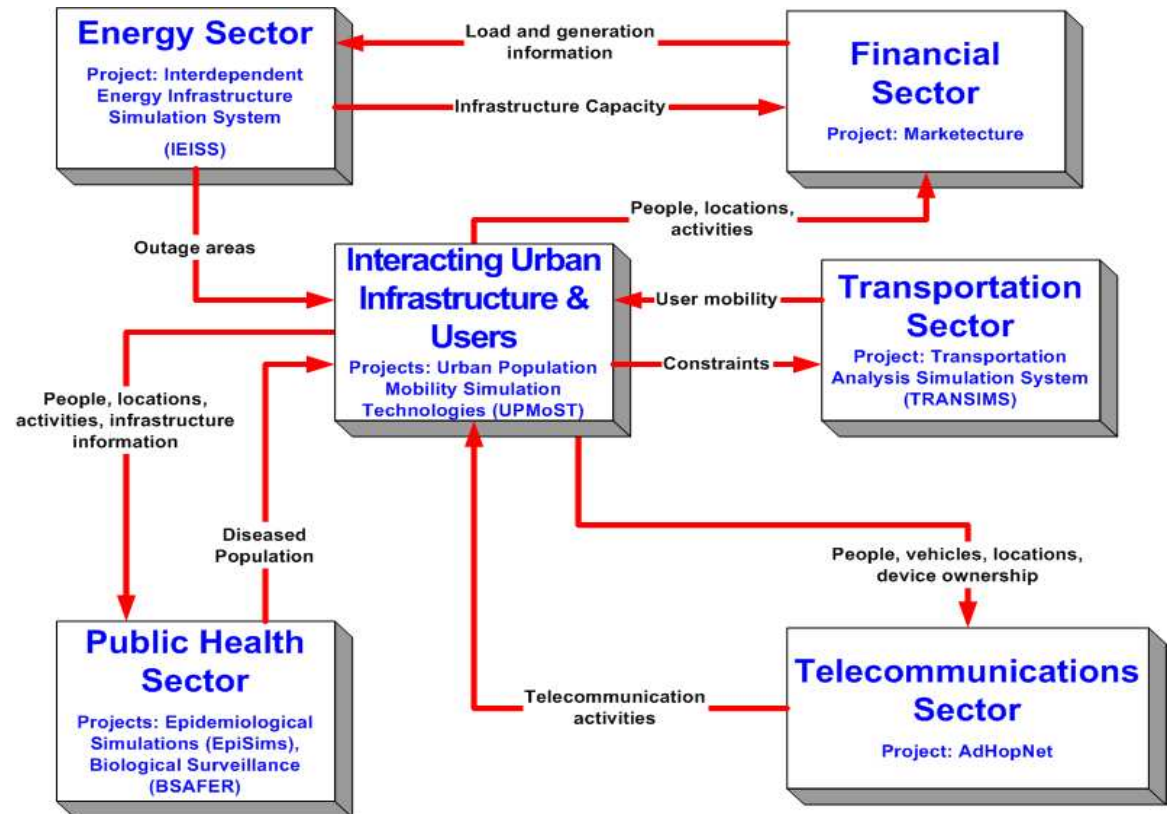 Energy Sector
Project: Interdependent
Energy Infrastructure
Simulation System
(IEISS)
Load and generation
information
Infrastructure Capacity
Financial
Sector
Project: Marketecture
Outage areas
People, locations,
activities
Interacting Urban
Infrastructure &
Users
Projects: Urban Population
Mobility Simulation
Technologies (UPMoST)
User mobility
Constraints
Transportation
Sector
Project: Transportation
Analysis Simulation System
(TRANSIMS)
People, locations,
activities, infrastructure
information
Diseased
Population
People, vehicles, locations,
device ownership
Public Health
Sector
Projects: Epidemiological
Simulations (EpiSims),
Biological Surveillance
(BSAFER)
Telecommunication
activities
Telecommunications
Sector
Project: AdHopNet